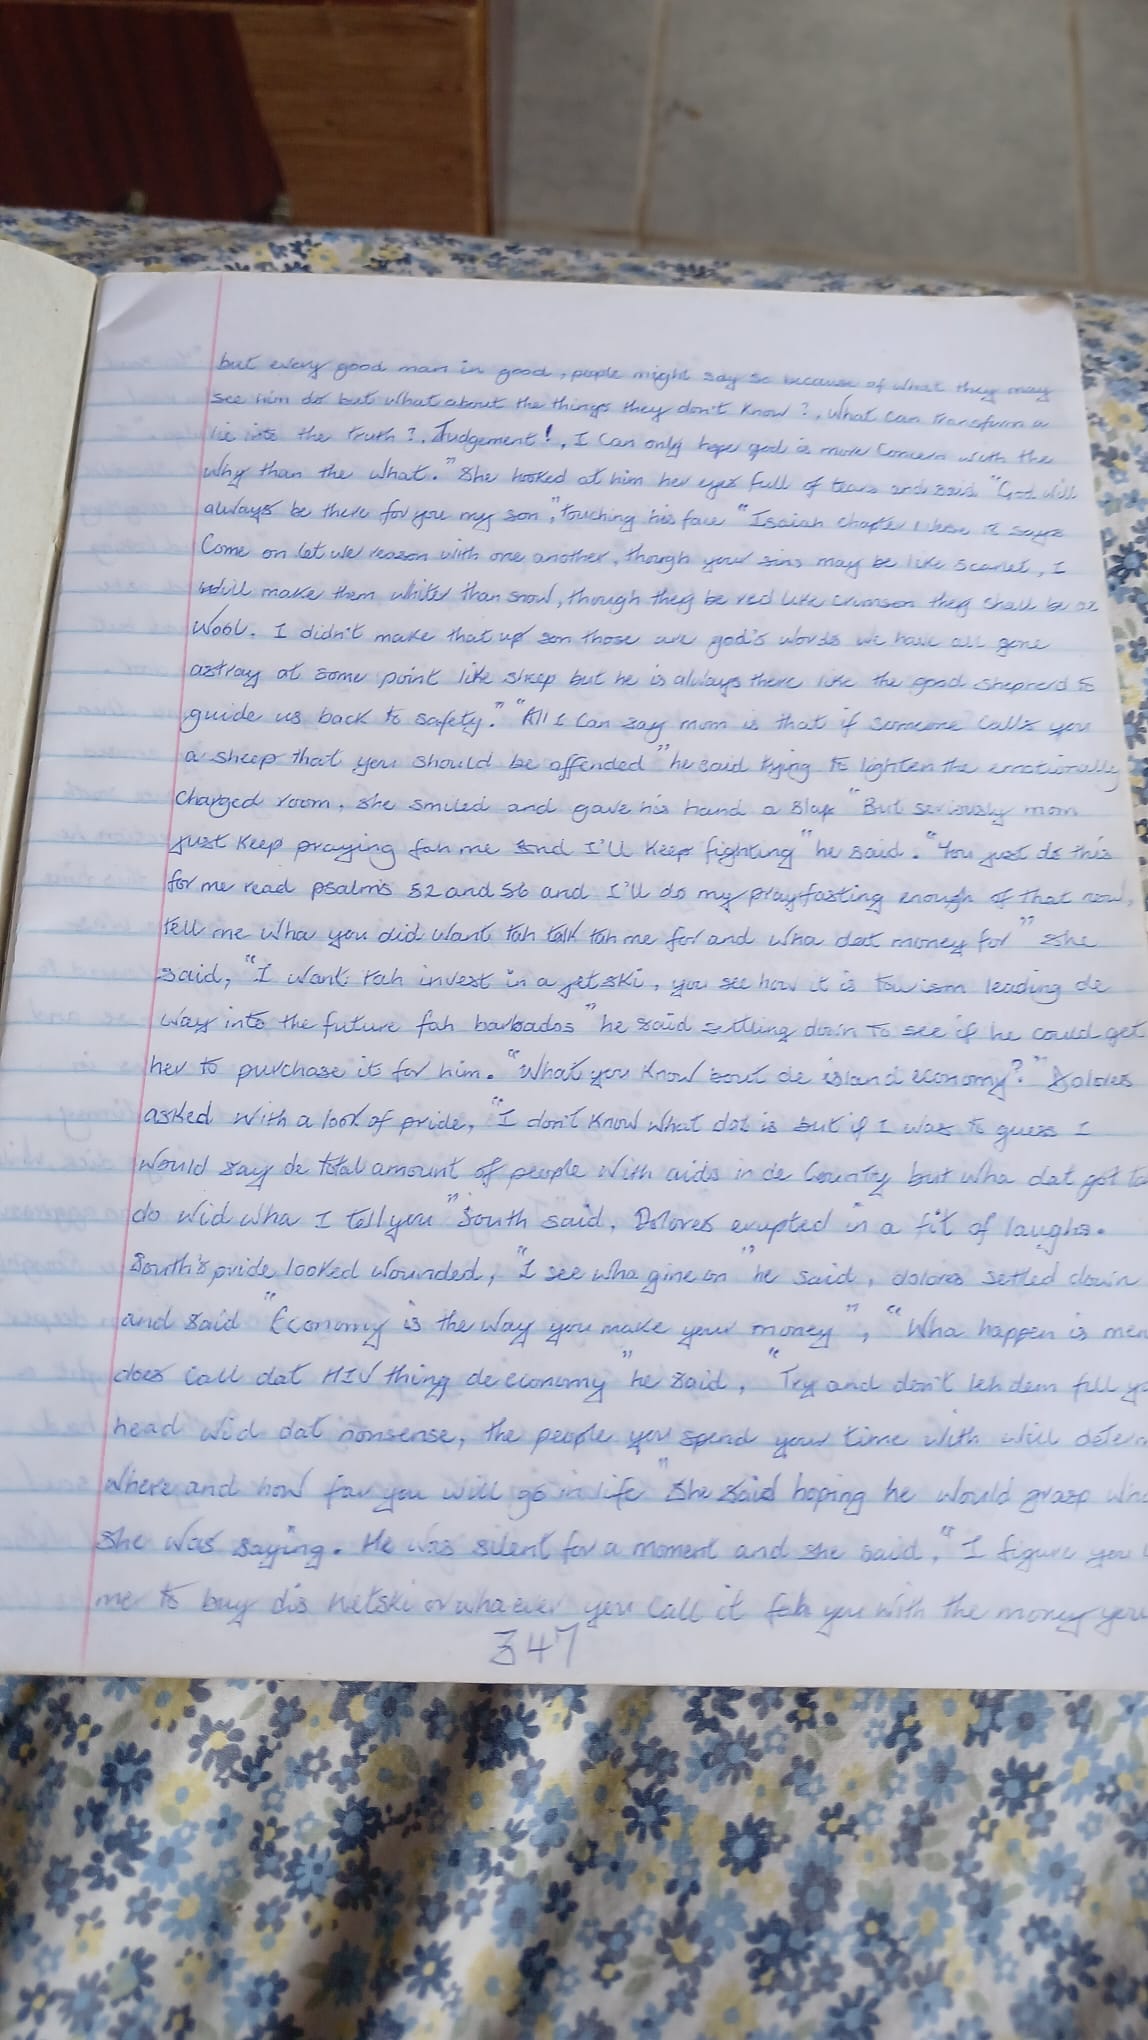 but every good man in good, people might say so because of what they may
see him do but what about the things they don't know?, What can transform a
lie into the truth?, Judgement!, I can only hope god is more concern with the
why than the what." She looked at him her eyes full of tears and said "God will
always be there for you my son", touching his face "Isaiah chapter 1 verse says
Come on let we reason with one another, though your sins may be like scarlet, I
will make them whiter than snow, though they be red like crimson they shall be as
wool. I didn't make that up son those are god's words we have all gone
astray at some point like sheep but he is always there like the good shepherd to
guide us back to safety." "All I can say mom is that if someone calls you
a sheep that you should be offended" he said trying to lighten the emotionally
charged room. she smiled and gave his hand a slap "But seriously mom
just keep praying fah me and I'll keep fighting" he said. "You just do this
for me read psalms 52 and 56 and I'll do my pray fasting enough of that now,
tell me wha you did want tah talk tah me for and wha dat money for" she
said, "I want tah invest in a jetski, you see how it is tourism leading de
way into the future fah barbados" he said settling down to see if he could get
her to purchase it for him. "What you know bout de island economy?" Dolores
asked with a look of pride, "I don't know what dat is but if I was to guess I
would say de total amount of people with aids in de country but wha dat got to
do wid wha I tell you" South said, Dolores erupted in a fit of laughs.
South's pride looked wounded, "I see wha gine on" he said, dolores settled down
and said "Economy is the way you make your money", "Wha happen is men
does call dat HIV thing de economy" he said, "Try and don't leh dem full
head wid dat nonsense, the people you spend your time with will
where and how far you will go in life" She said hoping he would grasp
she was saying. He was silent for a moment and she said, "I figure you
me to buy dis wetski or whaever you call it fah you with the money you
347